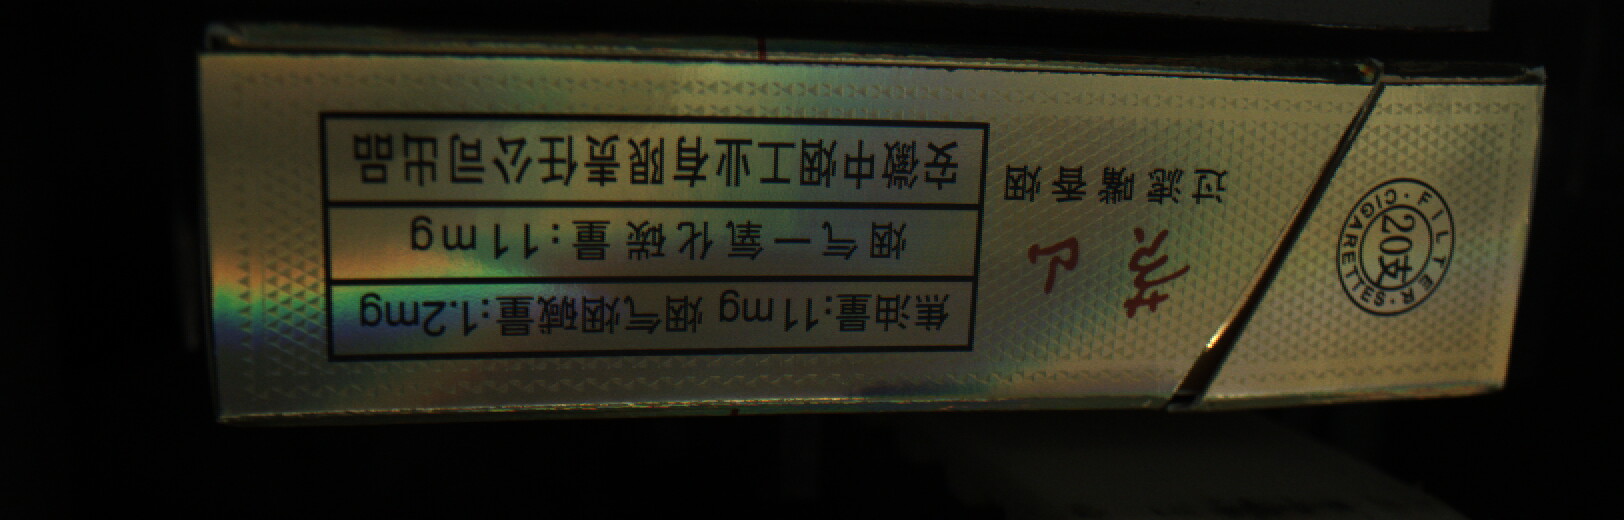 FILTER · CIGARETTES ·
20支
过滤嘴香烟
黄山
安徽中烟工业有限责任公司出品
烟气一氧化碳量:11mg
焦油量:11mg 烟气烟碱量:1.2mg